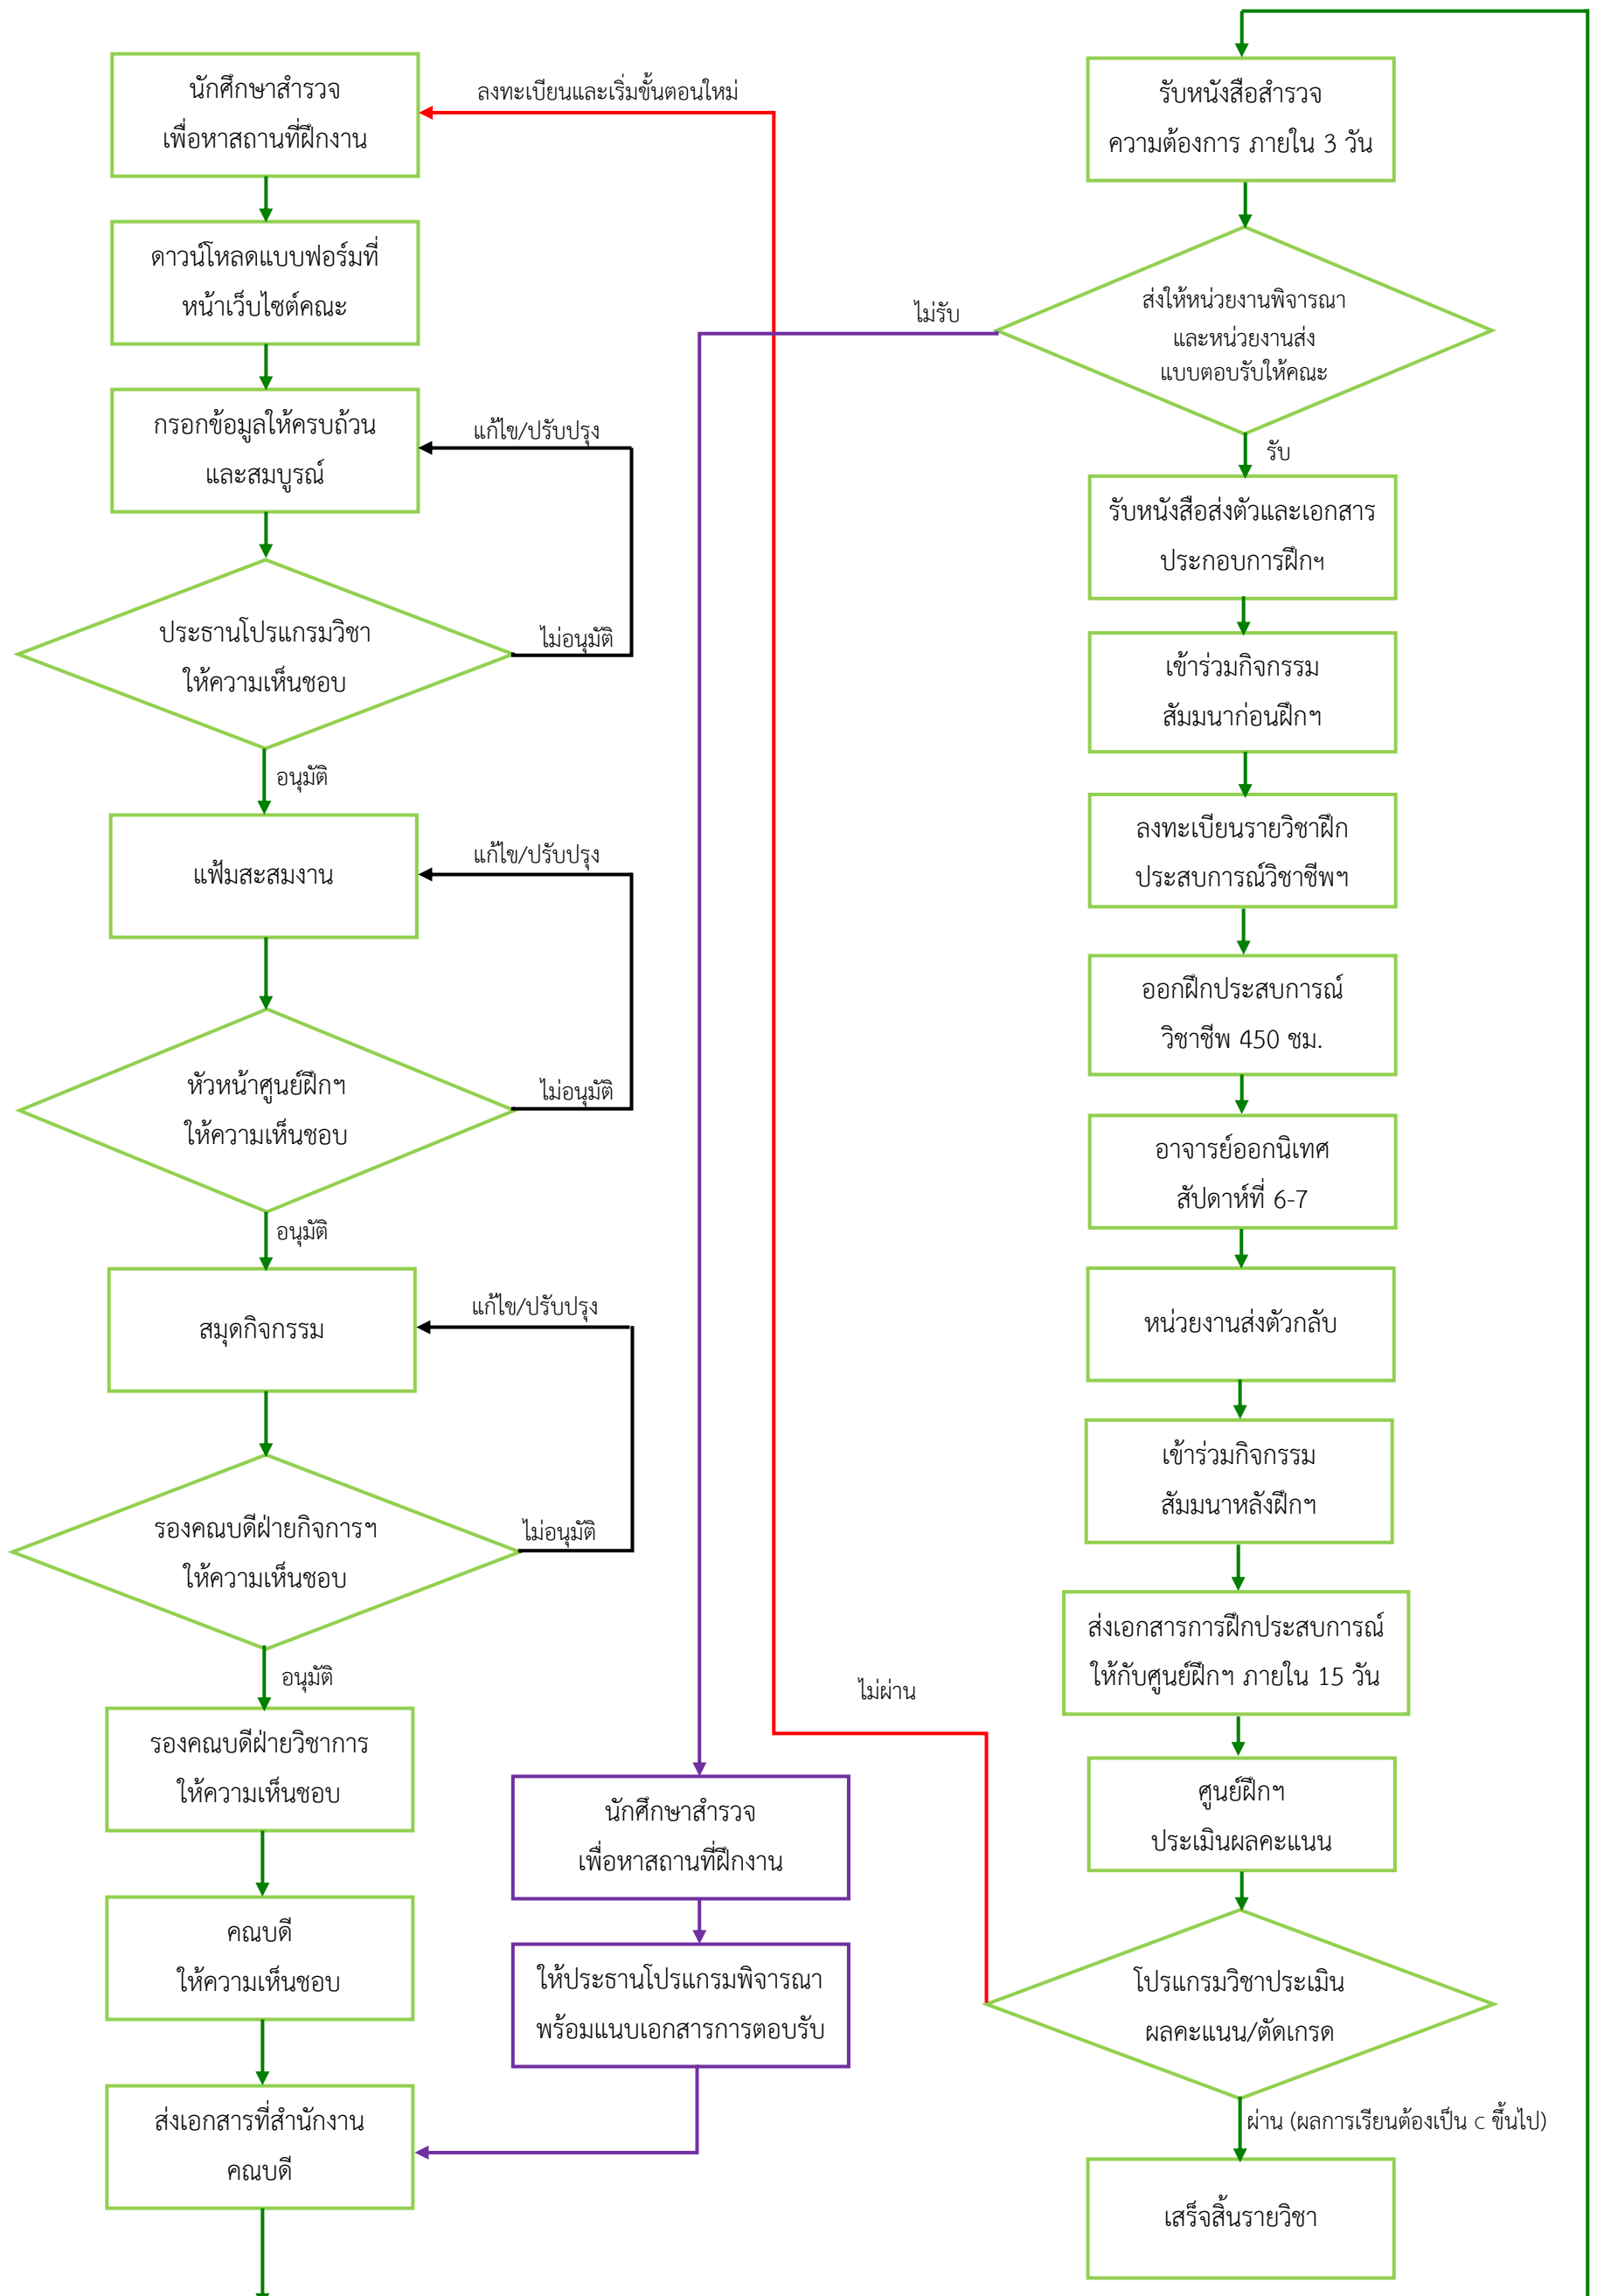 นักศึกษาสำรวจ
เพื่อหาสถานที่ฝึกงาน
ลงทะเบียนและเริ่มขั้นตอนใหม่
ดาวน์โหลดแบบฟอร์มที่
หน้าเว็บไซต์คณะ
กรอกข้อมูลให้ครบถ้วน
และสมบูรณ์
แก้ไข/ปรับปรุง
ประธานโปรแกรมวิชา
ให้ความเห็นชอบ
ไม่อนุมัติ
อนุมัติ
แฟ้มสะสมงาน
แก้ไข/ปรับปรุง
หัวหน้าศูนย์ฝึกฯ
ให้ความเห็นชอบ
ไม่อนุมัติ
อนุมัติ
สมุดกิจกรรม
แก้ไข/ปรับปรุง
รองคณบดีฝ่ายกิจการฯ
ให้ความเห็นชอบ
ไม่อนุมัติ
อนุมัติ
รองคณบดีฝ่ายวิชาการ
ให้ความเห็นชอบ
คณบดี
ให้ความเห็นชอบ
ส่งเอกสารที่สำนักงาน
คณบดี
นักศึกษาสำรวจ
เพื่อหาสถานที่ฝึกงาน
ให้ประธานโปรแกรมพิจารณา
พร้อมแนบเอกสารการตอบรับ
รับหนังสือสำรวจ
ความต้องการ ภายใน 3 วัน
ส่งให้หน่วยงานพิจารณา
และหน่วยงานส่ง
แบบตอบรับให้คณะ
ไม่รับ
รับ
รับหนังสือส่งตัวและเอกสาร
ประกอบการฝึกฯ
เข้าร่วมกิจกรรม
สัมมนาก่อนฝึกฯ
ลงทะเบียนรายวิชาฝึก
ประสบการณ์วิชาชีพฯ
ออกฝึกประสบการณ์
วิชาชีพ 450 ชม.
อาจารย์ออกนิเทศ
สัปดาห์ที่ 6-7
หน่วยงานส่งตัวกลับ
เข้าร่วมกิจกรรม
สัมมนาหลังฝึกฯ
ส่งเอกสารการฝึกประสบการณ์
ให้กับศูนย์ฝึกฯ ภายใน 15 วัน
ศูนย์ฝึกฯ
ประเมินผลคะแนน
โปรแกรมวิชาประเมิน
ผลคะแนน/ตัดเกรด
ไม่ผ่าน
ผ่าน (ผลการเรียนต้องเป็น C ขึ้นไป)
เสร็จสิ้นรายวิชา